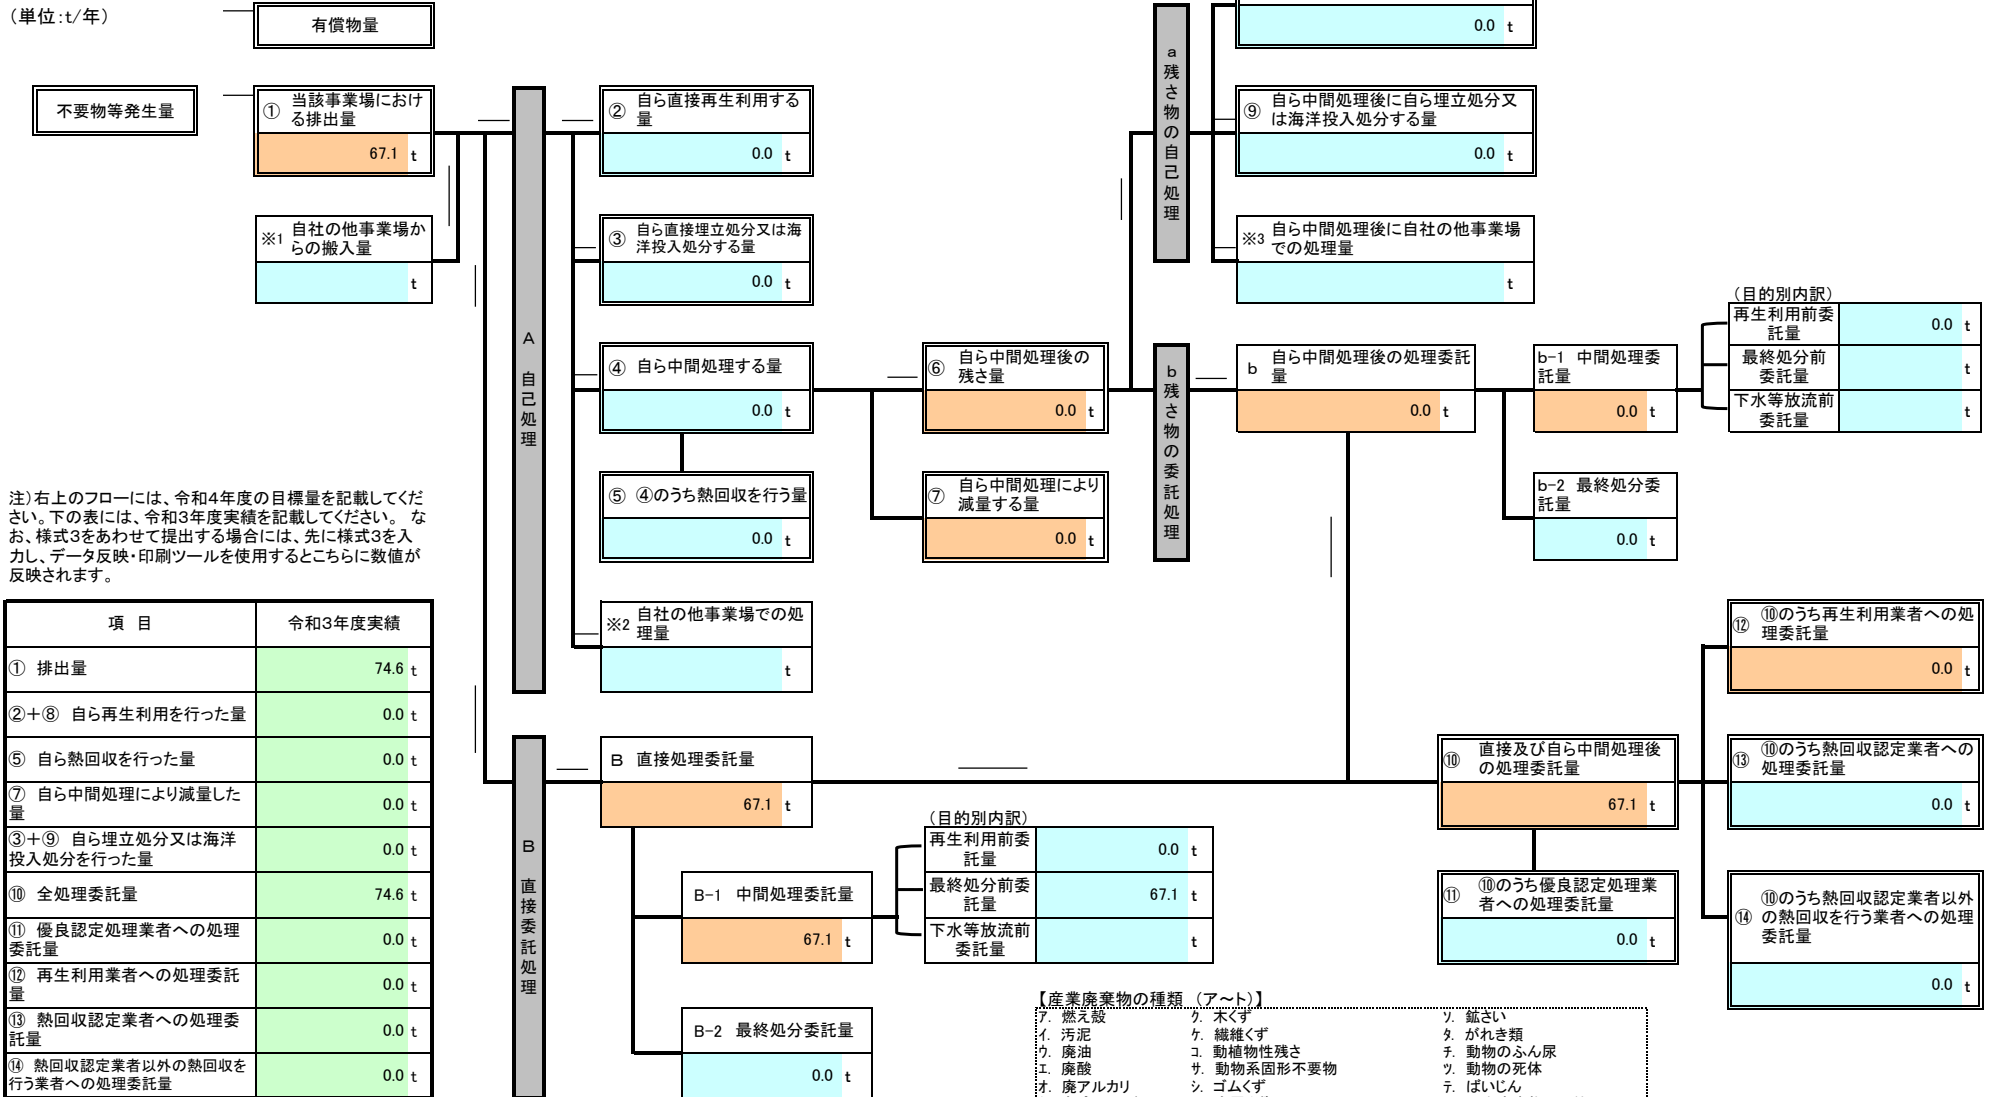 （単位:t/年）
有償物量
0.0 t
不要物等発生量
① 当該事業場におけ
る排出量
67.1 t
※1 自社の他事業場か
らの搬入量
t
A 自己処理
② 自ら直接再生利用する
量
0.0 t
③ 自ら直接埋立処分又は海
洋投入処分する量
0.0 t
④ 自ら中間処理する量
0.0 t
⑤ ④のうち熱回収を行う量
0.0 t
※2 自社の他事業場での処
理量
t
⑥ 自ら中間処理後の
残さ量
0.0 t
⑦ 自ら中間処理により
減量する量
0.0 t
a 残さ物の自己処理
⑨ 自ら中間処理後に自ら埋立処分又
は海洋投入処分する量
0.0 t
※3 自ら中間処理後に自社の他事業場
での処理量
t
b 残さ物の委託処理
b 自ら中間処理後の処理委託
量
0.0 t
b-1 中間処理委
託量
0.0 t
b-2 最終処分委
託量
0.0 t
（目的別内訳）
再生利用前委
託量
0.0 t
最終処分前
委託量
t
下水等放流前
委託量
t
注）右上のフローには、令和4年度の目標量を記載してくだ
さい。下の表には、令和3年度実績を記載してください。 な
お、様式3をあわせて提出する場合には、先に様式3を入
力し、データ反映・印刷ツールを使用するとこちらに数値が
反映されます。
項 目 令和3年度実績
① 排出量 74.6 t
②＋⑧ 自ら再生利用を行った量 0.0 t
⑤ 自ら熱回収を行った量 0.0 t
⑦ 自ら中間処理により減量した
量 0.0 t
③＋⑨ 自ら埋立処分又は海洋
投入処分を行った量 0.0 t
⑩ 全処理委託量 74.6 t
⑪ 優良認定処理業者への処理
委託量 0.0 t
⑫ 再生利用業者への処理委託
量 0.0 t
⑬ 熱回収認定業者への処理委
託量 0.0 t
⑭ 熱回収認定業者以外の熱回収を
行う業者への処理委託量 0.0 t
B 直接委託処理
B 直接処理委託量
67.1 t
B-1 中間処理委託量
67.1 t
B-2 最終処分委託量
0.0 t
（目的別内訳）
再生利用前委
託量
0.0 t
最終処分前委
託量
67.1 t
下水等放流前
委託量
t
⑩ 直接及び自ら中間処理後
の処理委託量
67.1 t
⑪ ⑩のうち優良認定処理業
者への処理委託量
0.0 t
⑫ ⑩のうち再生利用業者への処
理委託量
0.0 t
⑬ ⑩のうち熱回収認定業者への
処理委託量
0.0 t
⑭ ⑩のうち熱回収認定業者以外
の熱回収を行う業者への処理
委託量
0.0 t
【産業廃棄物の種類 （ア～ト）】
ア. 燃え殻 ク. 木くず ソ. 鉱さい
イ. 汚泥 ケ. 繊維くず タ. がれき類
ウ. 廃油 コ. 動植物性残さ チ. 動物のふん尿
エ. 廃酸 サ. 動物系固形不要物 ツ. 動物の死体
オ. 廃アルカリ シ. ゴムくず テ. ばいじん